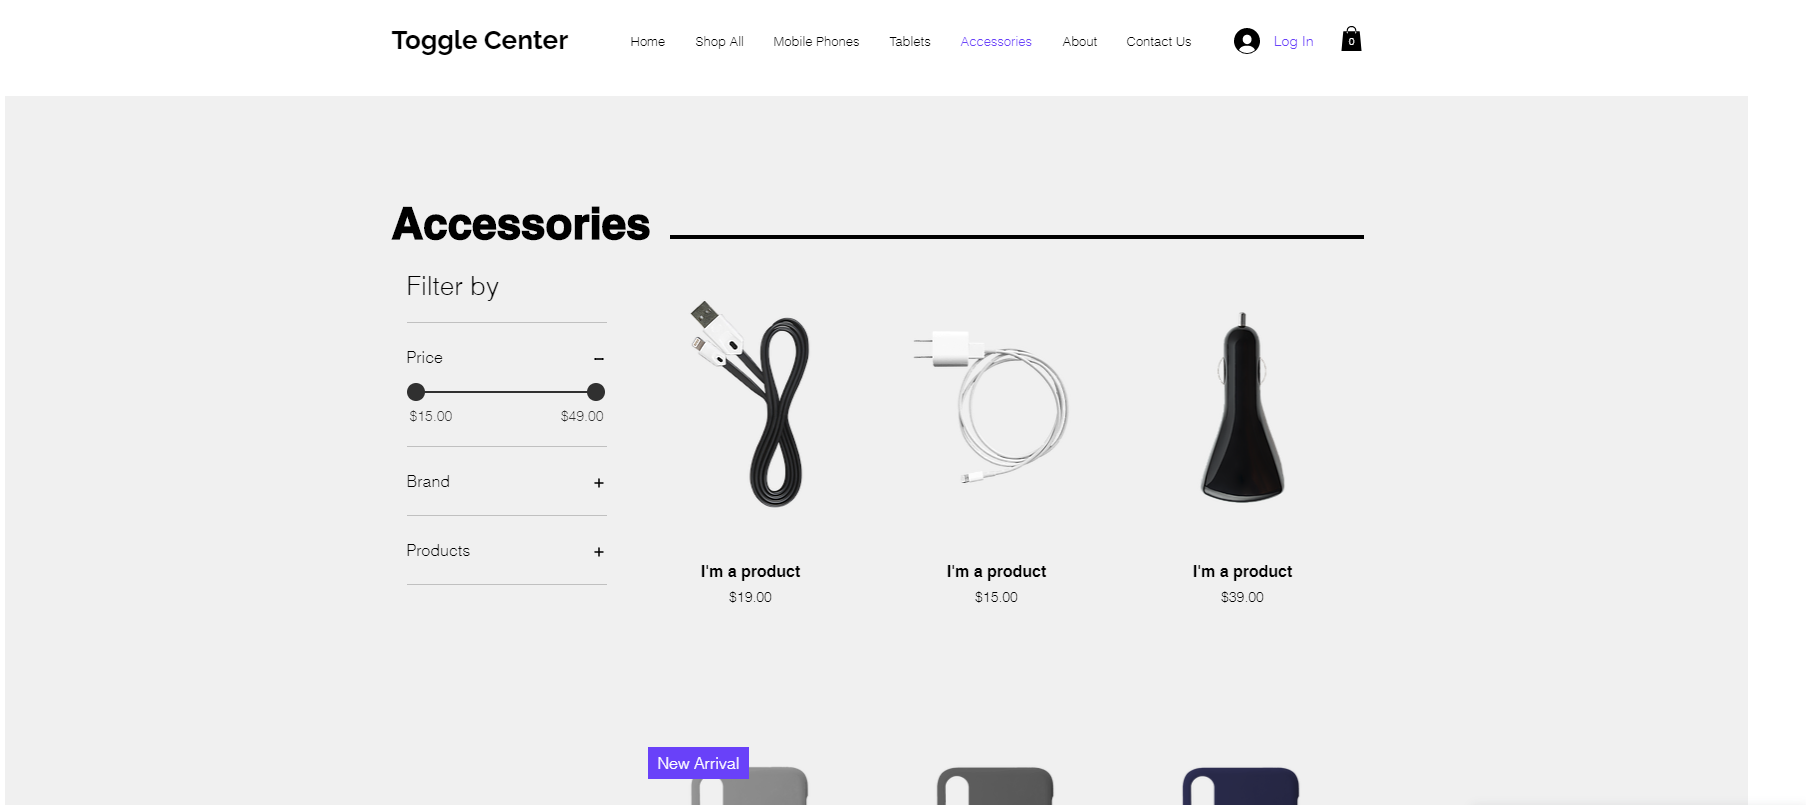 Toggle Center
Home Shop All Mobile Phones Tablets Accessories About Contact Us Log In 0
Accessories
Filter by
Price
$15.00 $49.00
Brand
Products
I'm a product I'm a product I'm a product
$19.00 $15.00 $39.00
New Arrival